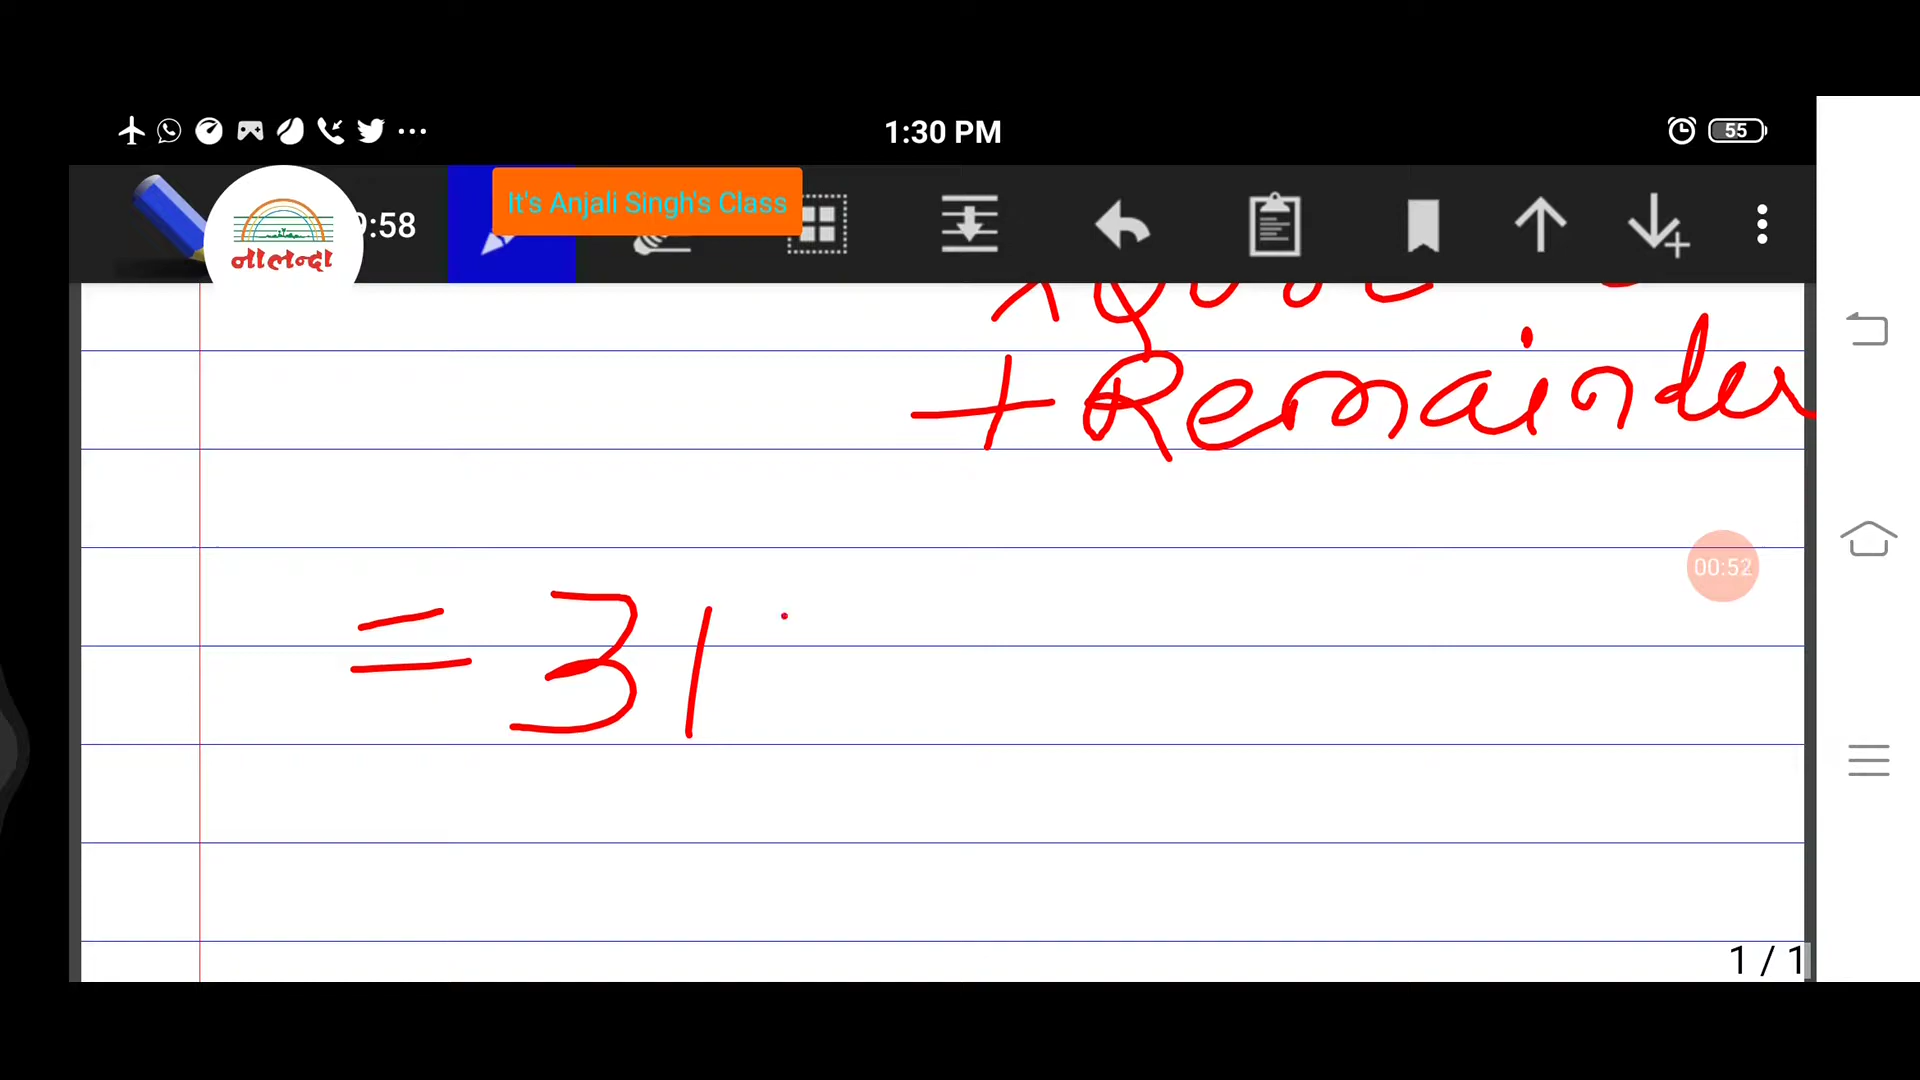 1:30 PM
55
:58
It's Anjali Singh's Class
नालन्दा
+Remainder
00:52
= 31
1 / 1